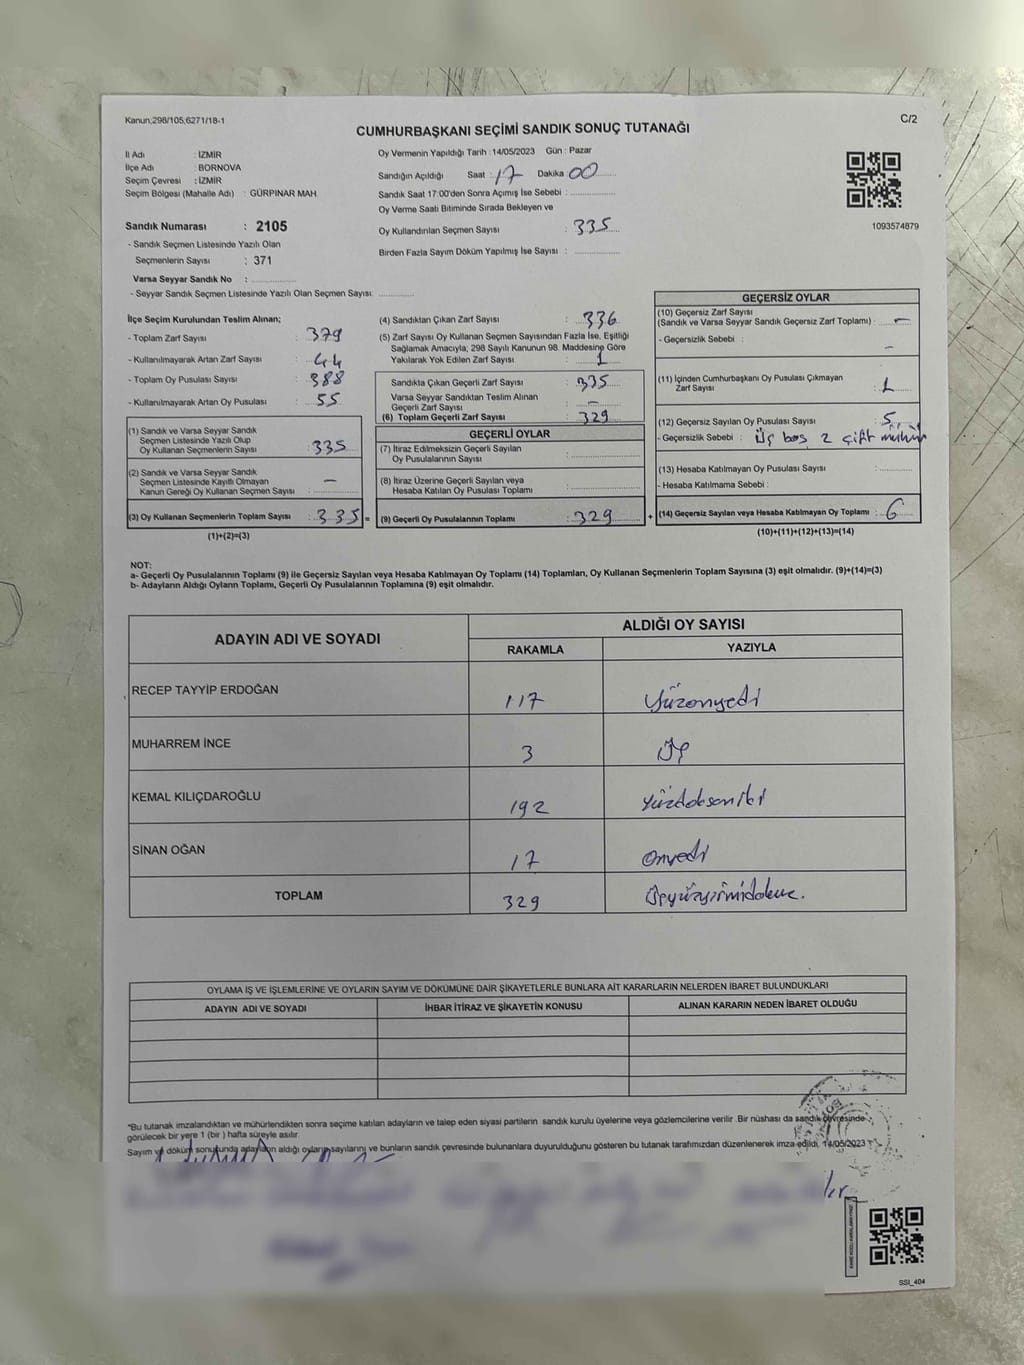 Kanun;298/105;6271/18-1
C/2
CUMHURBAŞKANI SEÇİMİ SANDIK SONUÇ TUTANAĞI
İl Adı : İZMİR
İlçe Adı : BORNOVA
Seçim Çevresi : İZMİR
Seçim Bölgesi (Mahalle Adı) : GÜRPINAR MAH.
Oy Vermenin Yapıldığı Tarih :14/05/2023 Gün : Pazar
Sandığın Açıldığı Saat : 17 Dakika 00
Sandık Saat 17:00'den Sonra Açımış İse Sebebi :
Oy Verme Saati Bitiminde Sırada Bekleyen ve
Oy Kullandırılan Seçmen Sayısı : 335
Birden Fazla Sayım Döküm Yapılmış İse Sayısı :
1093574879
Sandık Numarası : 2105
- Sandık Seçmen Listesinde Yazılı Olan
Seçmenlerin Sayısı : 371
Varsa Seyyar Sandık No :
- Seyyar Sandık Seçmen Listesinde Yazılı Olan Seçmen Sayısı:
İlçe Seçim Kurulundan Teslim Alınan;
- Toplam Zarf Sayısı : 379
- Kullanılmayarak Artan Zarf Sayısı : 44
- Toplam Oy Pusulası Sayısı : 388
- Kullanılmayarak Artan Oy Pusulası : 55
(1) Sandık ve Varsa Seyyar Sandık
Seçmen Listesinde Yazılı Olup
Oy Kullanan Seçmenlerin Sayısı : 335
(2) Sandık ve Varsa Seyyar Sandık
Seçmen Listesinde Kayıtlı Olmayan
Kanun Gereği Oy Kullanan Seçmen Sayısı : -
(3) Oy Kullanan Seçmenlerin Toplam Sayısı : 335 =
(1)+(2)=(3)
(4) Sandıktan Çıkan Zarf Sayısı : 336
(5) Zarf Sayısı Oy Kullanan Seçmen Sayısından Fazla İse, Eşitliği
Sağlamak Amacıyla; 298 Sayılı Kanunun 98. Maddesine Göre
Yakılarak Yok Edilen Zarf Sayısı : 1
Sandıkta Çıkan Geçerli Zarf Sayısı : 335
Varsa Seyyar Sandıktan Teslim Alınan
Geçerli Zarf Sayısı : -
(6) Toplam Geçerli Zarf Sayısı : 329
GEÇERLİ OYLAR
(7) İtiraz Edilmeksizin Geçerli Sayılan
Oy Pusulalarının Sayısı :
(8) İtiraz Üzerine Geçerli Sayılan veya
Hesaba Katılan Oy Pusulası Toplamı :
(9) Geçerli Oy Pusulalarının Toplamı : 329 +
GEÇERSİZ OYLAR
(10) Geçersiz Zarf Sayısı
(Sandık ve Varsa Seyyar Sandık Geçersiz Zarf Toplamı) : -
- Geçersizlik Sebebi : -
(11) İçinden Cumhurbaşkanı Oy Pusulası Çıkmayan
Zarf Sayısı : 1
(12) Geçersiz Sayılan Oy Pusulası Sayısı : 5
- Geçersizlik Sebebi : Üç boş 2 çift mühür
(13) Hesaba Katılmayan Oy Pusulası Sayısı :
- Hesaba Katılmama Sebebi :
(14) Geçersiz Sayılan veya Hesaba Katılmayan Oy Toplamı : 6
(10)+(11)+(12)+(13)=(14)
NOT:
a- Geçerli Oy Pusulalarının Toplamı (9) ile Geçersiz Sayılan veya Hesaba Katılmayan Oy Toplamı (14) Toplamları, Oy Kullanan Seçmenlerin Toplam Sayısına (3) eşit olmalıdır. (9)+(14)=(3)
b- Adayların Aldığı Oyların Toplamı, Geçerli Oy Pusulalarının Toplamına (9) eşit olmalıdır.
ADAYIN ADI VE SOYADI ALDIĞI OY SAYISI
RAKAMLA YAZIYLA
RECEP TAYYİP ERDOĞAN 117 yüzonyedi
MUHARREM İNCE 3 üç
KEMAL KILIÇDAROĞLU 192 yüzdoksaniki
SİNAN OĞAN 17 onyedi
TOPLAM 329 Üçyüzyirmidokuz.
OYLAMA İŞ VE İŞLEMLERİNE VE OYLARIN SAYIM VE DÖKÜMÜNE DAİR ŞİKAYETLERLE BUNLARA AİT KARARLARIN NELERDEN İBARET BULUNDUKLARI
ADAYIN ADI VE SOYADI İHBAR İTİRAZ VE ŞİKAYETİN KONUSU ALINAN KARARIN NEDEN İBARET OLDUĞU
"Bu tutanak imzalandıktan ve mühürlendikten sonra seçime katılan adayların ve talep eden siyasi partilerin sandık kurulu üyelerine veya gözlemcilerine verilir. Bir nüshası da sandık çevresinde
görülecek bir yere 1 (bir ) hafta süreyle asılır.
Sayım ve döküm sonutunda adayların aldığı oyların sayılarını ve bunların sandık çevresinde bulunanlara duyurulduğunu gösteren bu tutanak tarafımızdan düzenlenerek imza edildi. 14/05/2023
SSİ_404